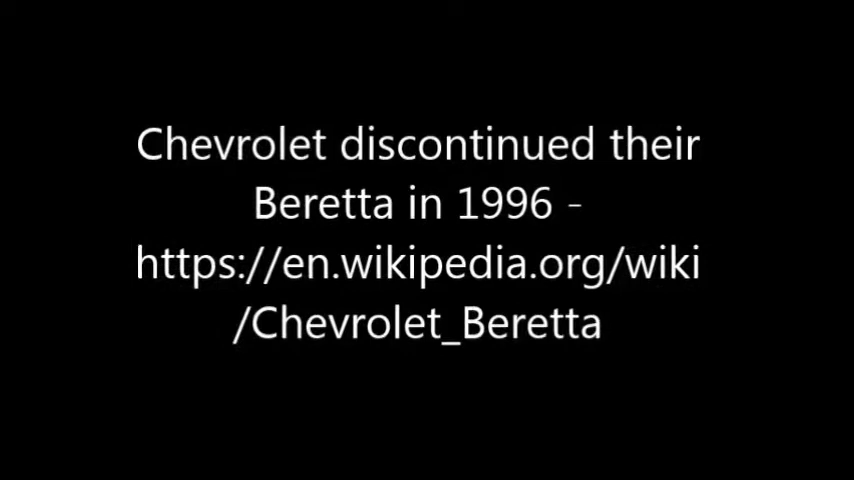 Chevrolet discontinued their
Beretta in 1996 -
https://en.wikipedia.org/wiki
/Chevrolet_Beretta